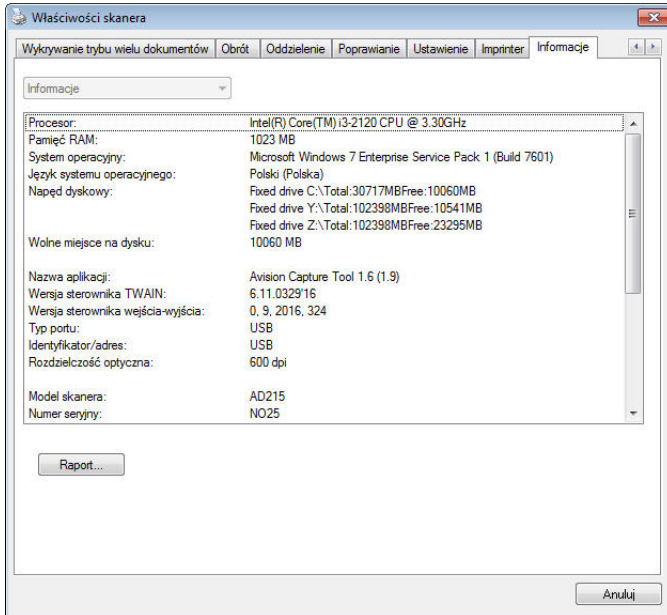 Właściwości skanera
Wykrywanie trybu wielu dokumentów Obrót Oddzielenie Poprawianie Ustawienie Imprinter Informacje
Informacje
Procesor: Intel(R) Core(TM) i3-2120 CPU @ 3.30GHz
Pamięć RAM: 1023 MB
System operacyjny: Microsoft Windows 7 Enterprise Service Pack 1 (Build 7601)
Język systemu operacyjnego: Polski (Polska)
Napęd dyskowy: Fixed drive C:\Total:30717MBFree:10060MB
Fixed drive Y:\Total:102398MBFree:10541MB
Fixed drive Z:\Total:102398MBFree:23295MB
Wolne miejsce na dysku: 10060 MB
Nazwa aplikacji: Avision Capture Tool 1.6 (1.9)
Wersja sterownika TWAIN: 6.11.0329'16
Wersja sterownika wejścia-wyjścia: 0, 9, 2016, 324
Typ portu: USB
Identyfikator/adres: USB
Rozdzielczość optyczna: 600 dpi
Model skanera: AD215
Numer seryjny: NO25
Raport...
Anuluj